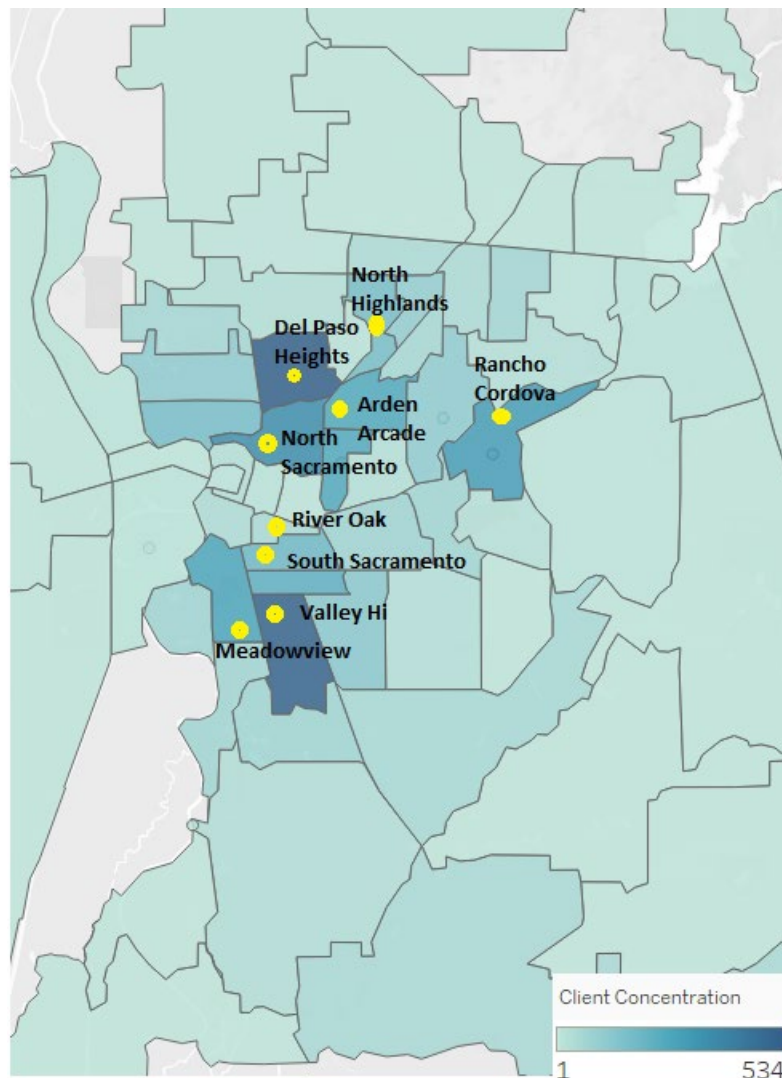 North
Highlands
Del Paso
Heights
Rancho
Cordova
Arden
Arcade
North
Sacramento
River Oak
South Sacramento
Valley Hi
Meadowview
Client Concentration
1
534